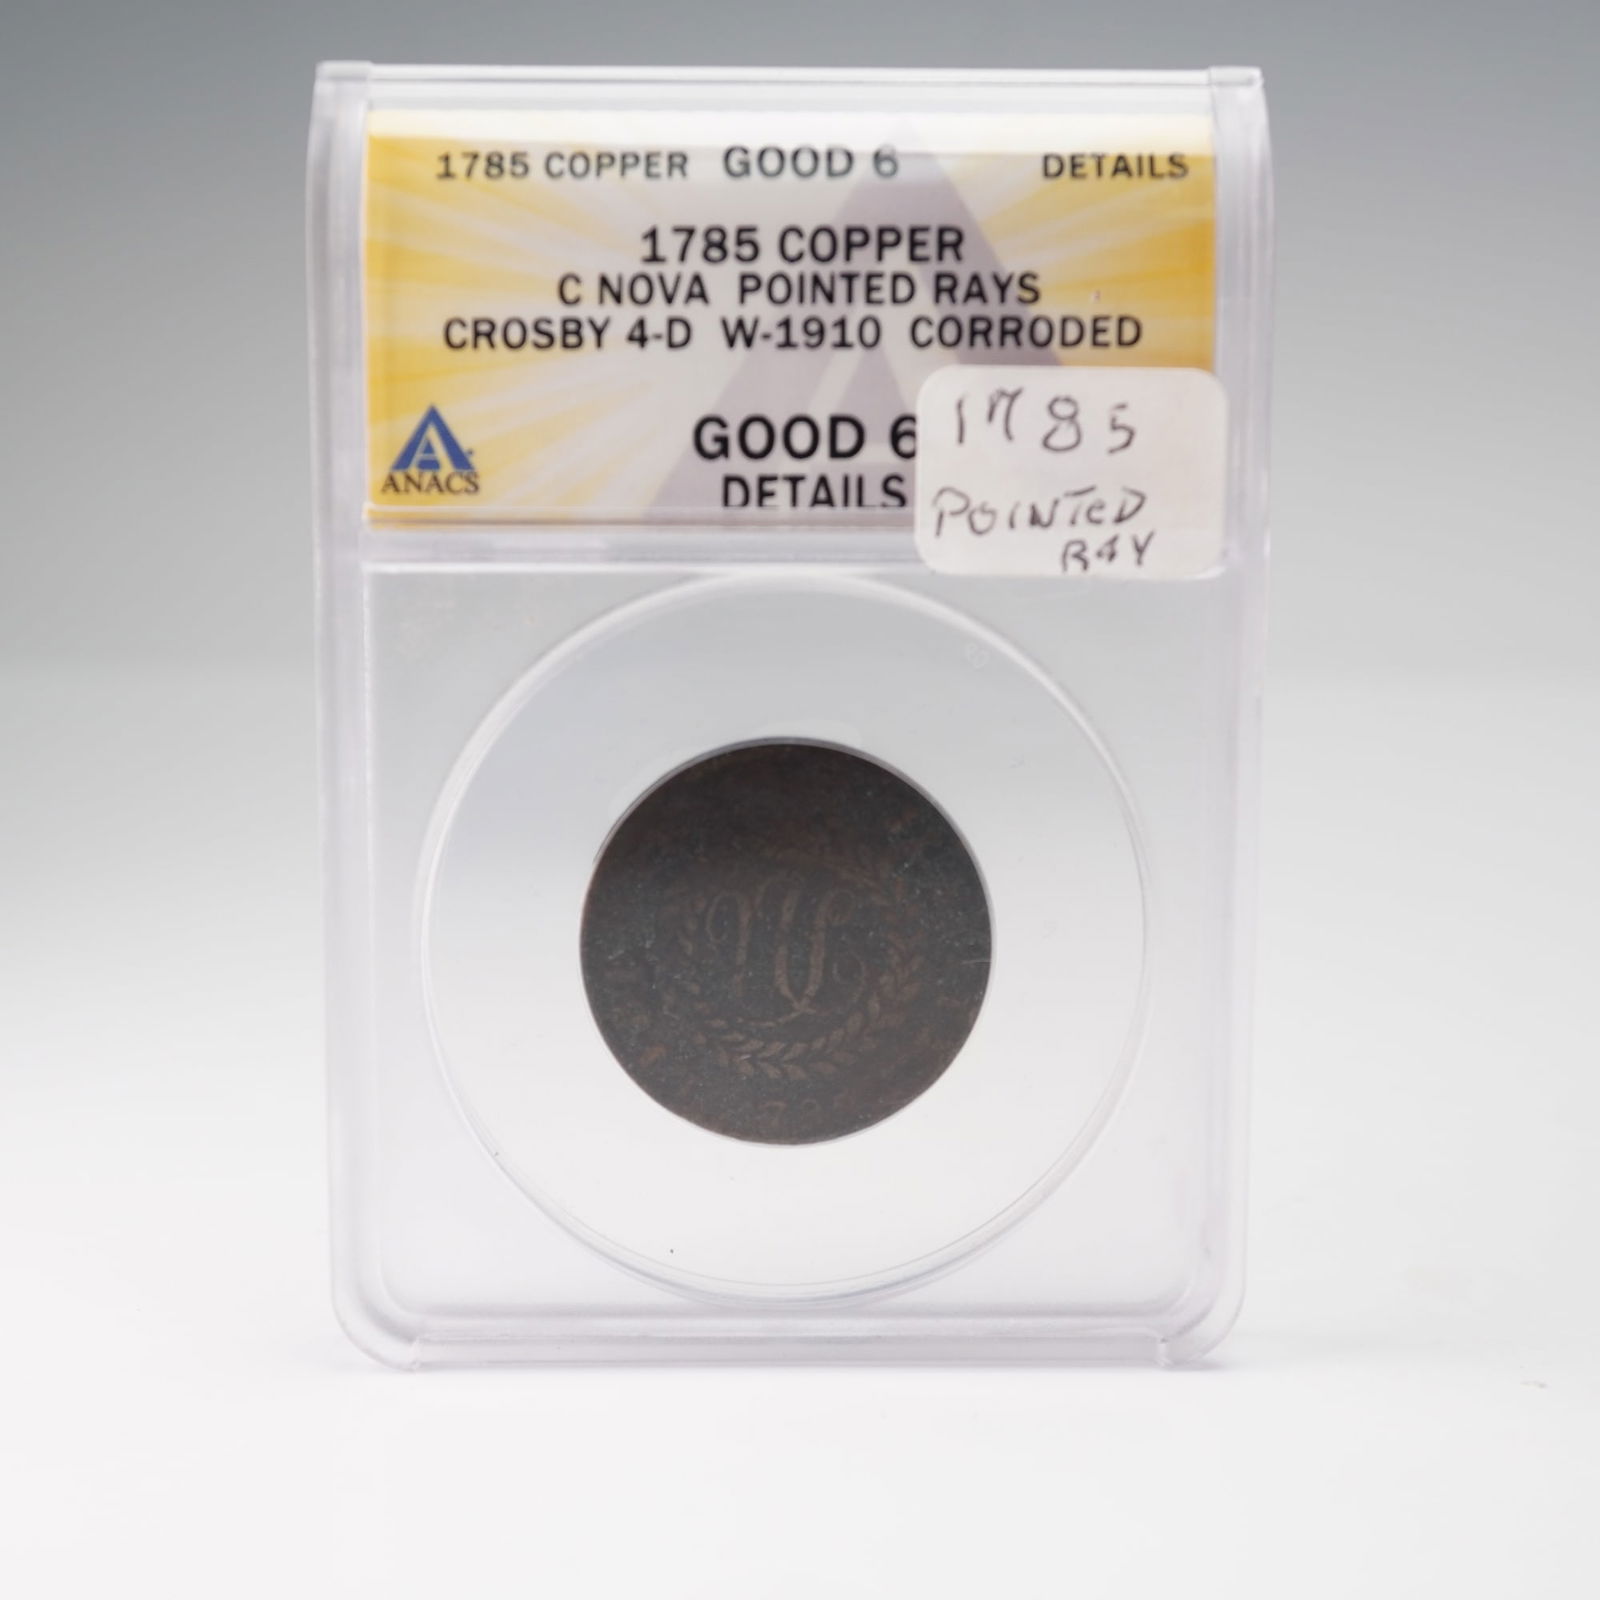 1785 COPPER GOOD 6 DETAILS
1785 COPPER
C NOVA POINTED RAYS
CROSBY 4-D W-1910 CORRODED
GOOD 6
DETAILS
ANACS
1785
POINTED
RAY